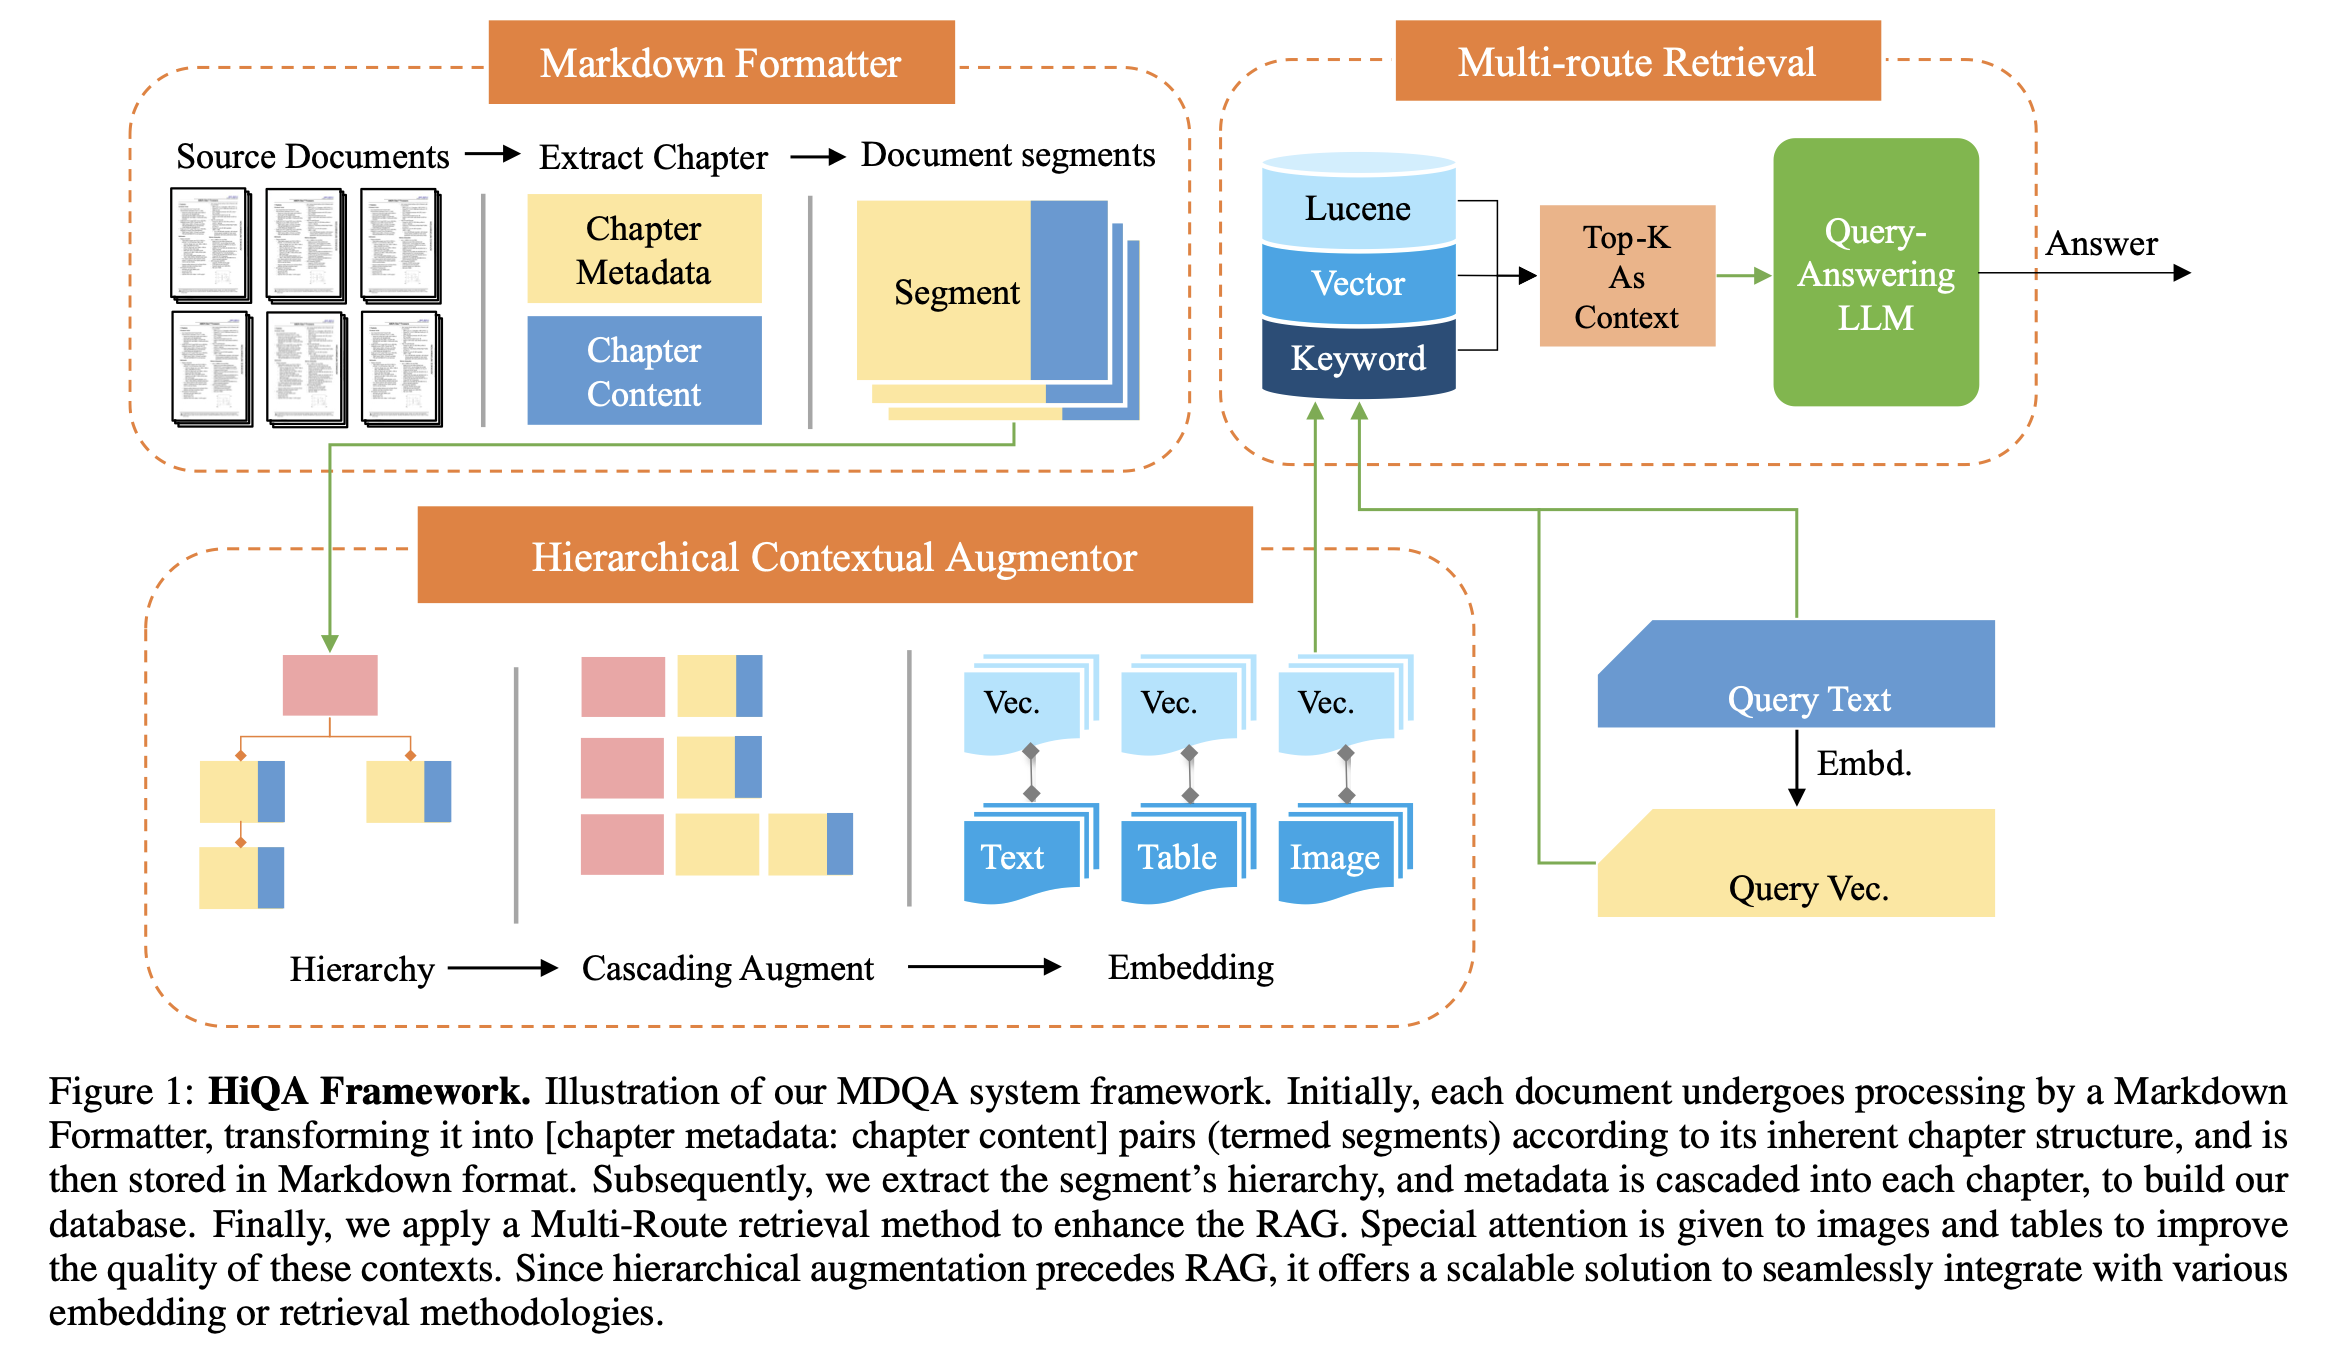 Markdown Formatter
Source Documents
Extract Chapter
Document segments
Chapter
Metadata
Chapter
Content
Segment
Multi-route Retrieval
Lucene
Vector
Keyword
Top-K
As
Context
Query-
Answering
LLM
Answer
Hierarchical Contextual Augmentor
Vec.
Vec.
Vec.
Text
Table
Image
Hierarchy
Cascading Augment
Embedding
Query Text
Embd.
Query Vec.
Figure 1: HiQA Framework. Illustration of our MDQA system framework. Initially, each document undergoes processing by a Markdown
Formatter, transforming it into [chapter metadata: chapter content] pairs (termed segments) according to its inherent chapter structure, and is
then stored in Markdown format. Subsequently, we extract the segment's hierarchy, and metadata is cascaded into each chapter, to build our
database. Finally, we apply a Multi-Route retrieval method to enhance the RAG. Special attention is given to images and tables to improve
the quality of these contexts. Since hierarchical augmentation precedes RAG, it offers a scalable solution to seamlessly integrate with various
embedding or retrieval methodologies.